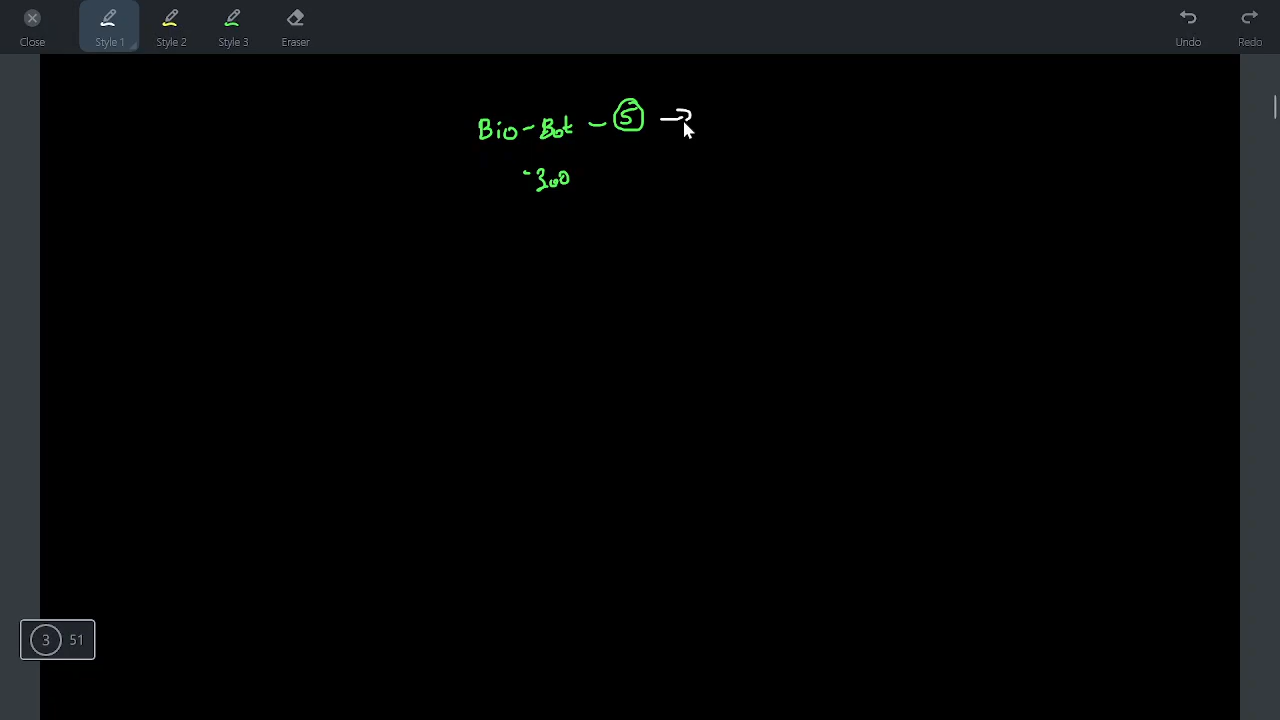 Close Style 1 Style 2 Style 3 Eraser Undo Redo
Bio-Bot - 5 →
-300
3 51